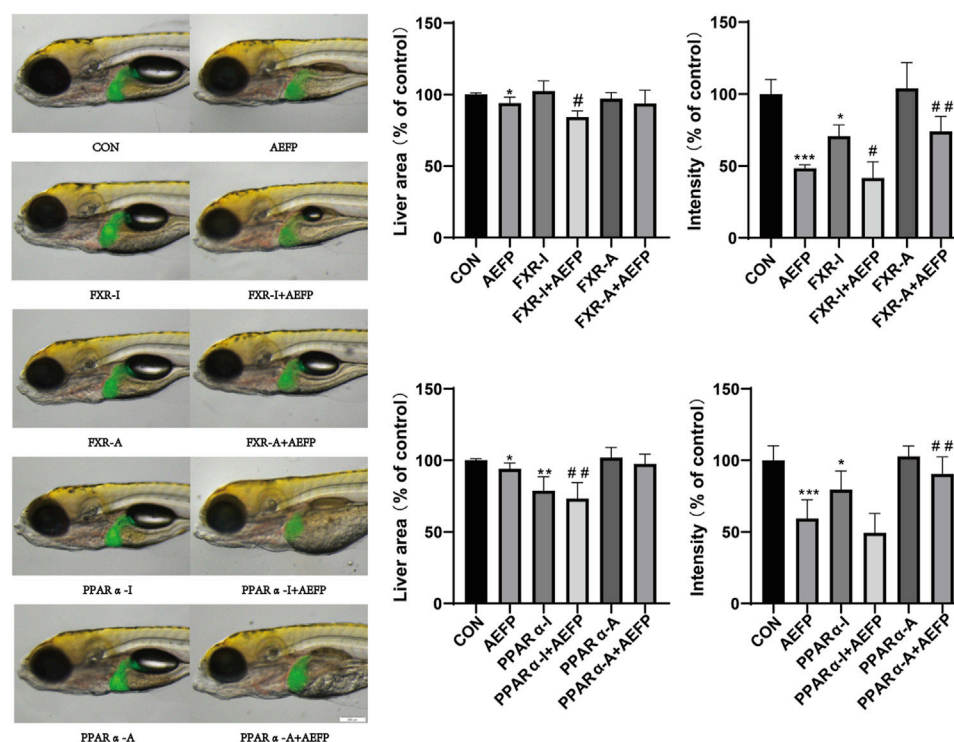 CON AEFP
FXR-I FXR-I+AEFP
FXR-A FXR-A+AEFP
PPAR α -I PPAR α -I+AEFP
PPAR α -A PPAR α -A+AEFP
Liver area (% of control)
150
100
50
0
* #
CON AEFP FXR-I FXR-I+AEFP FXR-A FXR-A+AEFP
Intensity (% of control)
150
100
50
0
*** * # ##
CON AEFP FXR-I FXR-I+AEFP FXR-A FXR-A+AEFP
Liver area (% of control)
150
100
50
0
* ** ##
CON AEFP PPARα-I PPARα-I+AEFP PPARα-A PPARα-A+AEFP
Intensity (% of control)
150
100
50
0
*** * ##
CON AEFP PPARα-I PPARα-I+AEFP PPARα-A PPARα-A+AEFP